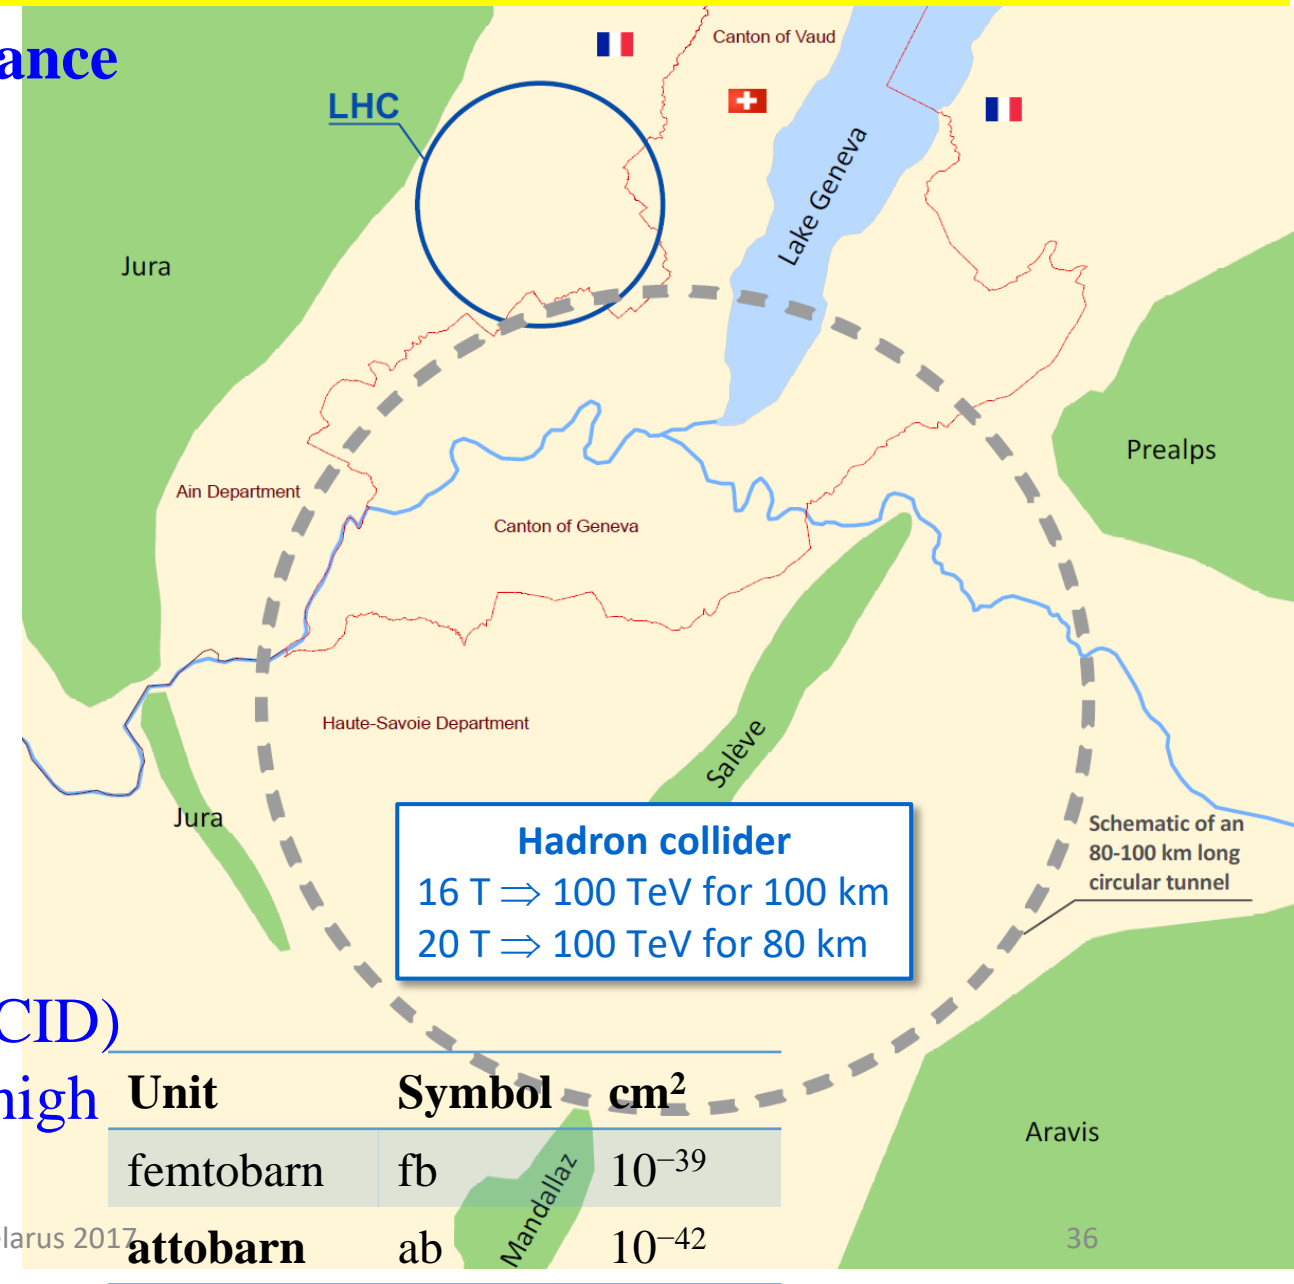 ance
Canton of Vaud
LHC
Lake Geneva
Jura
Prealps
Ain Department
Canton of Geneva
Haute-Savoie Department
Salève
Jura
Hadron collider
16 T ⇒ 100 TeV for 100 km
20 T ⇒ 100 TeV for 80 km
Schematic of an
80-100 km long
circular tunnel
CID)
high
Unit Symbol cm²
femtobarn fb 10⁻³⁹
attobarn ab 10⁻⁴²
Mandallaz
Aravis
elarus 2017
36